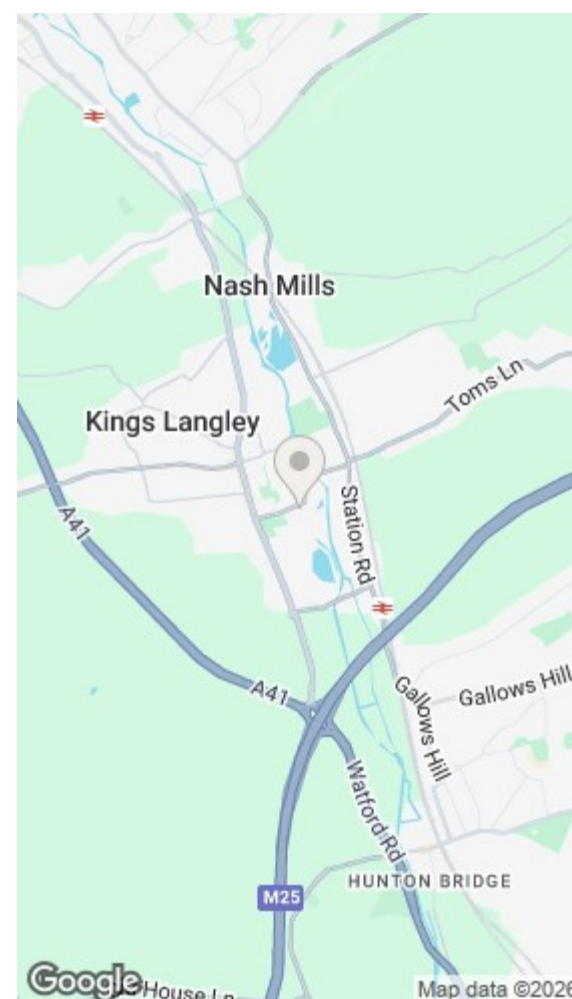 Nash Mills
Toms Ln
Kings Langley
Station Rd
A41
A41
Gallows Hill
Gallows Hill
Watford Rd
HUNTON BRIDGE
M25
House Ln
Google
Map data ©2026